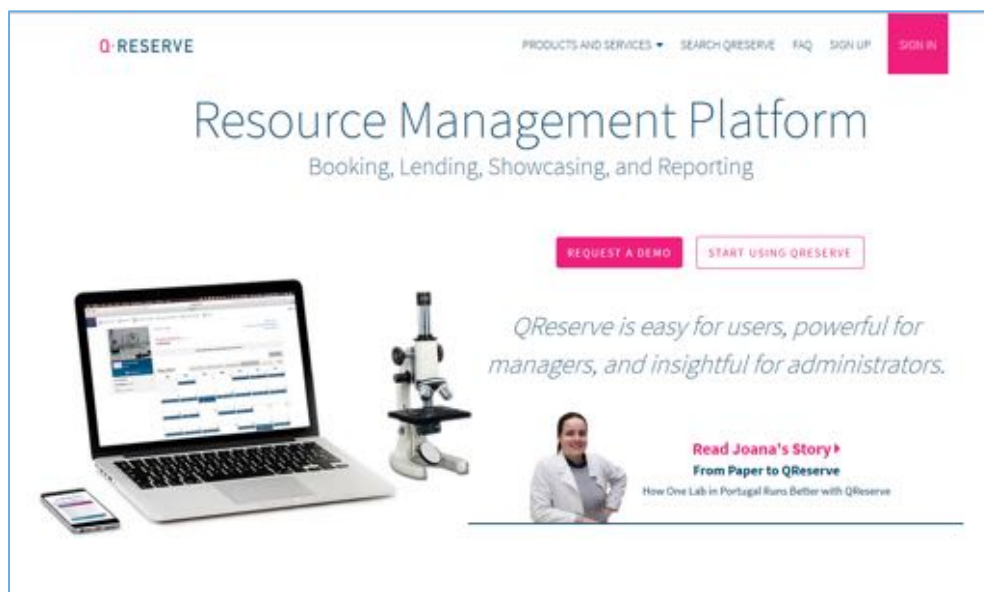 Q·RESERVE
PRODUCTS AND SERVICES SEARCH QRESERVE FAQ SIGN UP SIGN IN
Resource Management Platform
Booking, Lending, Showcasing, and Reporting
REQUEST A DEMO START USING QRESERVE
QReserve is easy for users, powerful for
managers, and insightful for administrators.
Read Joana's Story
From Paper to QReserve
How One Lab in Portugal Runs Better with QReserve